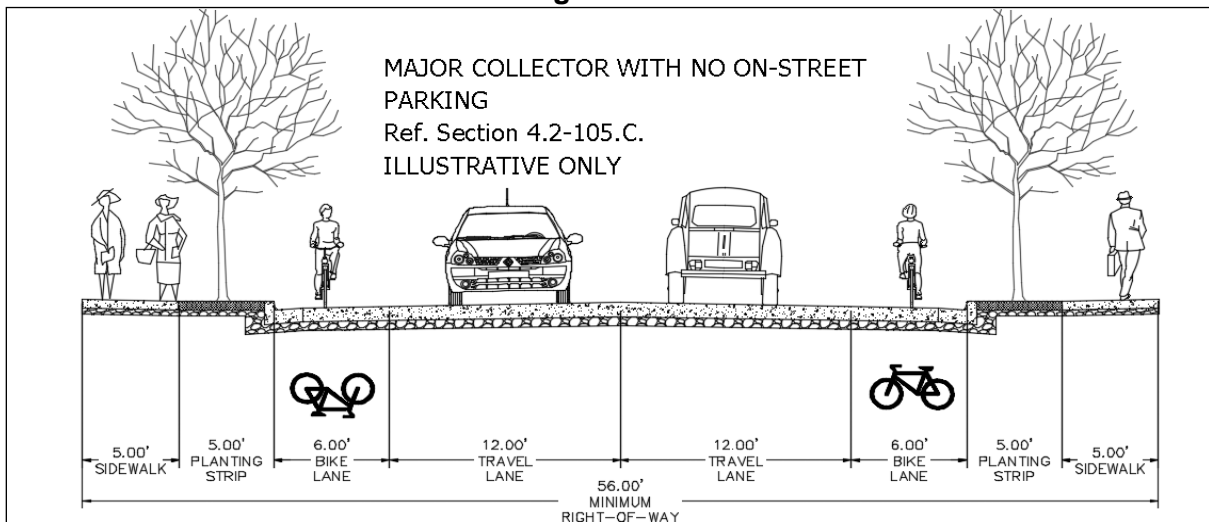 MAJOR COLLECTOR WITH NO ON-STREET
PARKING
Ref. Section 4.2-105.C.
ILLUSTRATIVE ONLY
5.00'
SIDEWALK
5.00'
PLANTING
STRIP
6.00'
BIKE
LANE
12.00'
TRAVEL
LANE
12.00'
TRAVEL
LANE
6.00'
BIKE
LANE
5.00'
PLANTING
STRIP
5.00'
SIDEWALK
56.00'
MINIMUM
RIGHT-OF-WAY